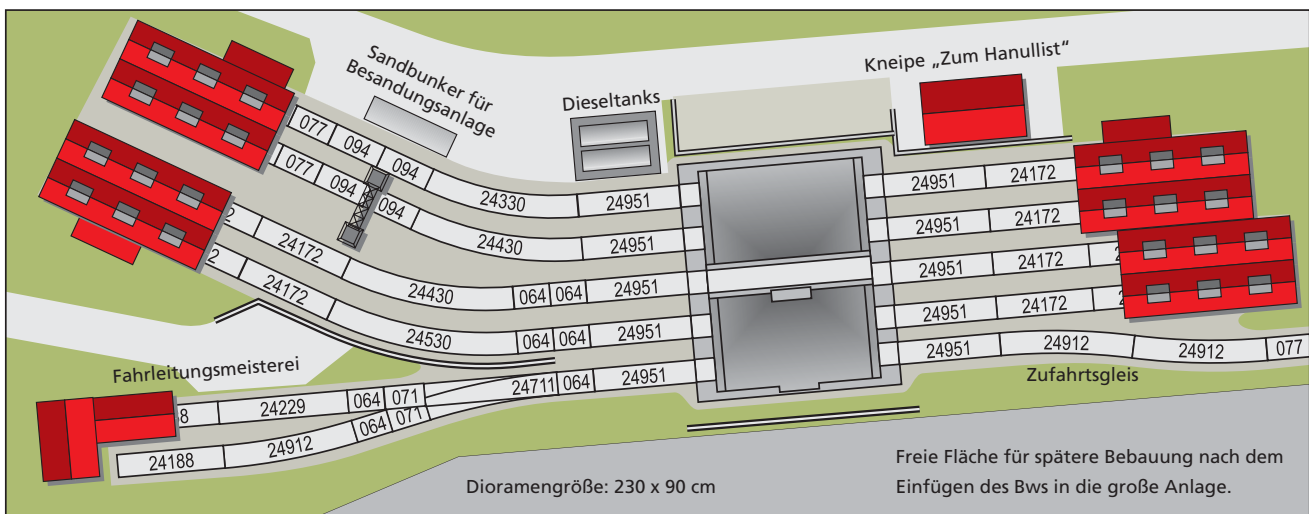 Sandbunker für
Besandungsanlage
Dieseltanks
Kneipe „Zum Hanullist“
077 094 094 24330 24951
24951 24172
077 094 094 24430 24951
24951 24172
2 24172 24430 064 064 24951
24951 24172
2 24172 24530 064 064 24951
24951 24172
24951 24912 24912 077
Zufahrtsgleis
Fahrleitungsmeisterei
8 24229 064 071 24711 064 24951
24188 24912 064 071
Dioramengröße: 230 x 90 cm
Freie Fläche für spätere Bebauung nach dem
Einfügen des Bws in die große Anlage.